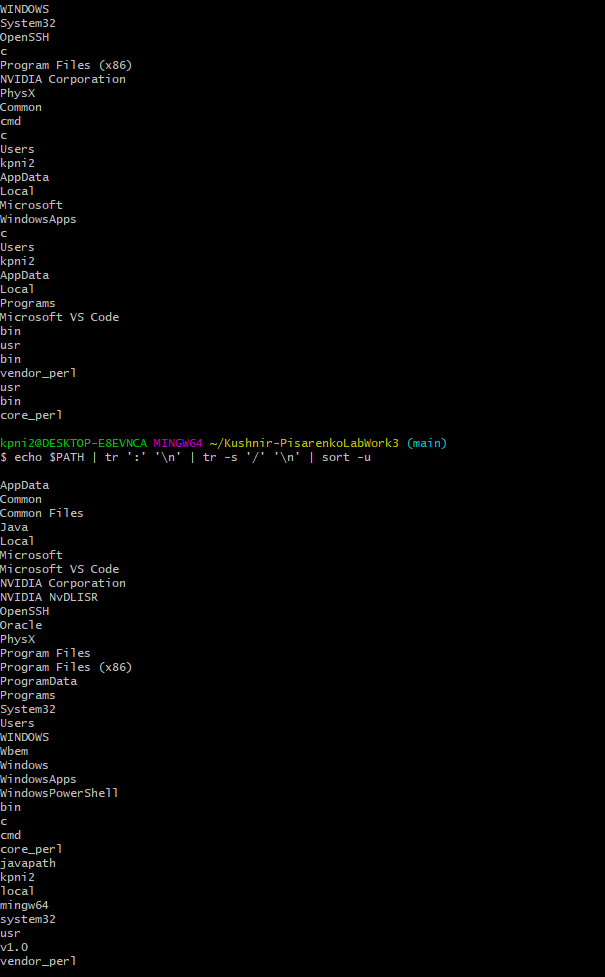 WINDOWS
System32
OpenSSH
c
Program Files (x86)
NVIDIA Corporation
PhysX
Common
cmd
c
Users
kpni2
AppData
Local
Microsoft
WindowsApps
c
Users
kpni2
AppData
Local
Programs
Microsoft VS Code
bin
usr
bin
vendor_perl
usr
bin
core_perl
kpni2@DESKTOP-E8EVNCA MINGW64 ~/Kushnir-PisarenkoLabWork3 (main)
$ echo $PATH | tr ':' '\n' | tr -s '/' '\n' | sort -u
AppData
Common
Common Files
Java
Local
Microsoft
Microsoft VS Code
NVIDIA Corporation
NVIDIA NvDLISR
OpenSSH
Oracle
PhysX
Program Files
Program Files (x86)
ProgramData
Programs
System32
Users
WINDOWS
Wbem
Windows
WindowsApps
WindowsPowerShell
bin
c
cmd
core_perl
javapath
kpni2
local
mingw64
system32
usr
v1.0
vendor_perl